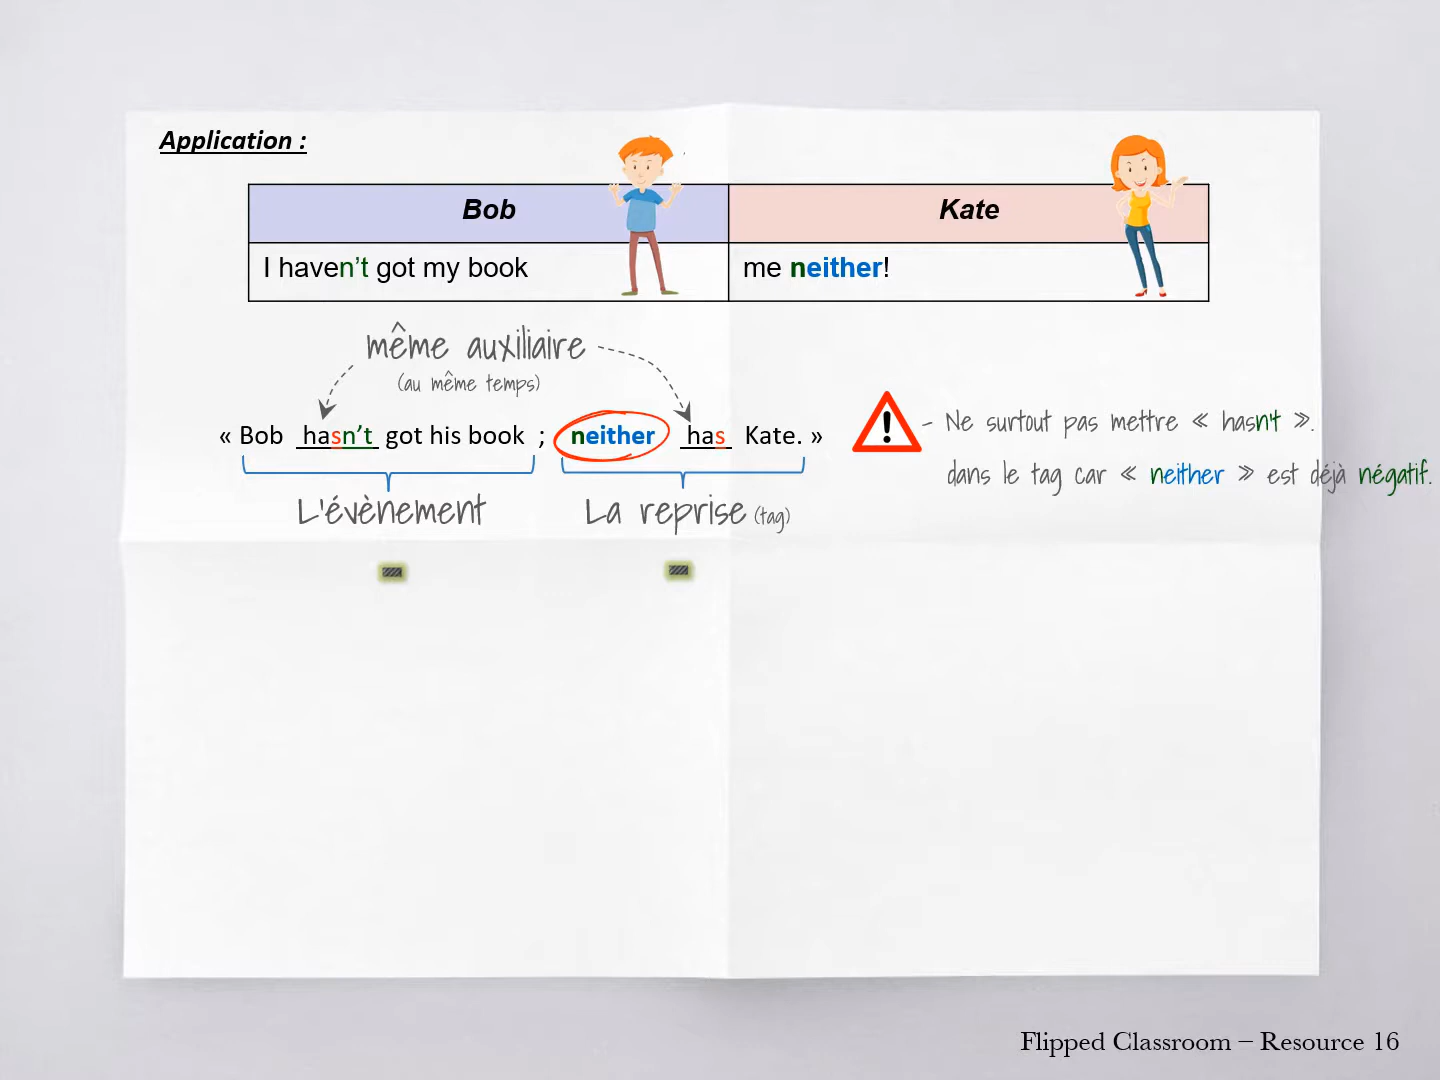 Application :
Bob
Kate
I haven't got my book
me neither!
même auxiliaire
(au même temps)
« Bob hasn't got his book ; neither has Kate. »
L'évènement
La reprise (tag)
- Ne surtout pas mettre « hasn't ».
dans le tag car « neither » est déjà négatif.
Flipped Classroom – Resource 16